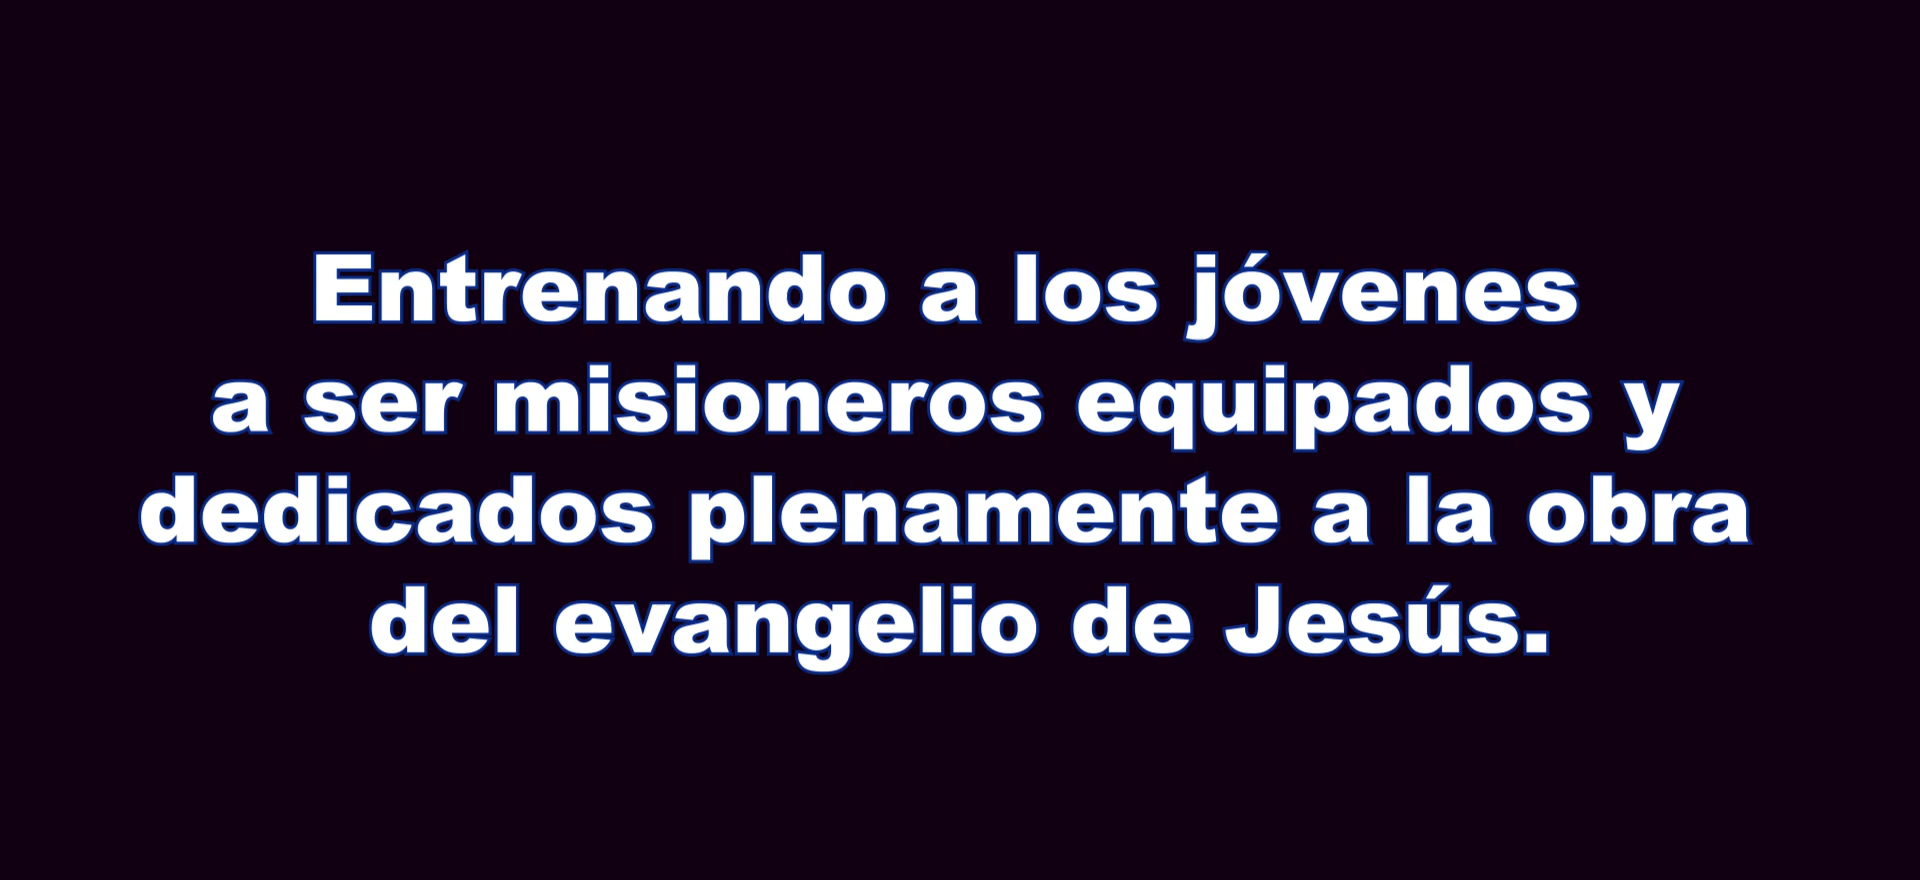 Entrenando a los jóvenes
a ser misioneros equipados y
dedicados plenamente a la obra
del evangelio de Jesús.